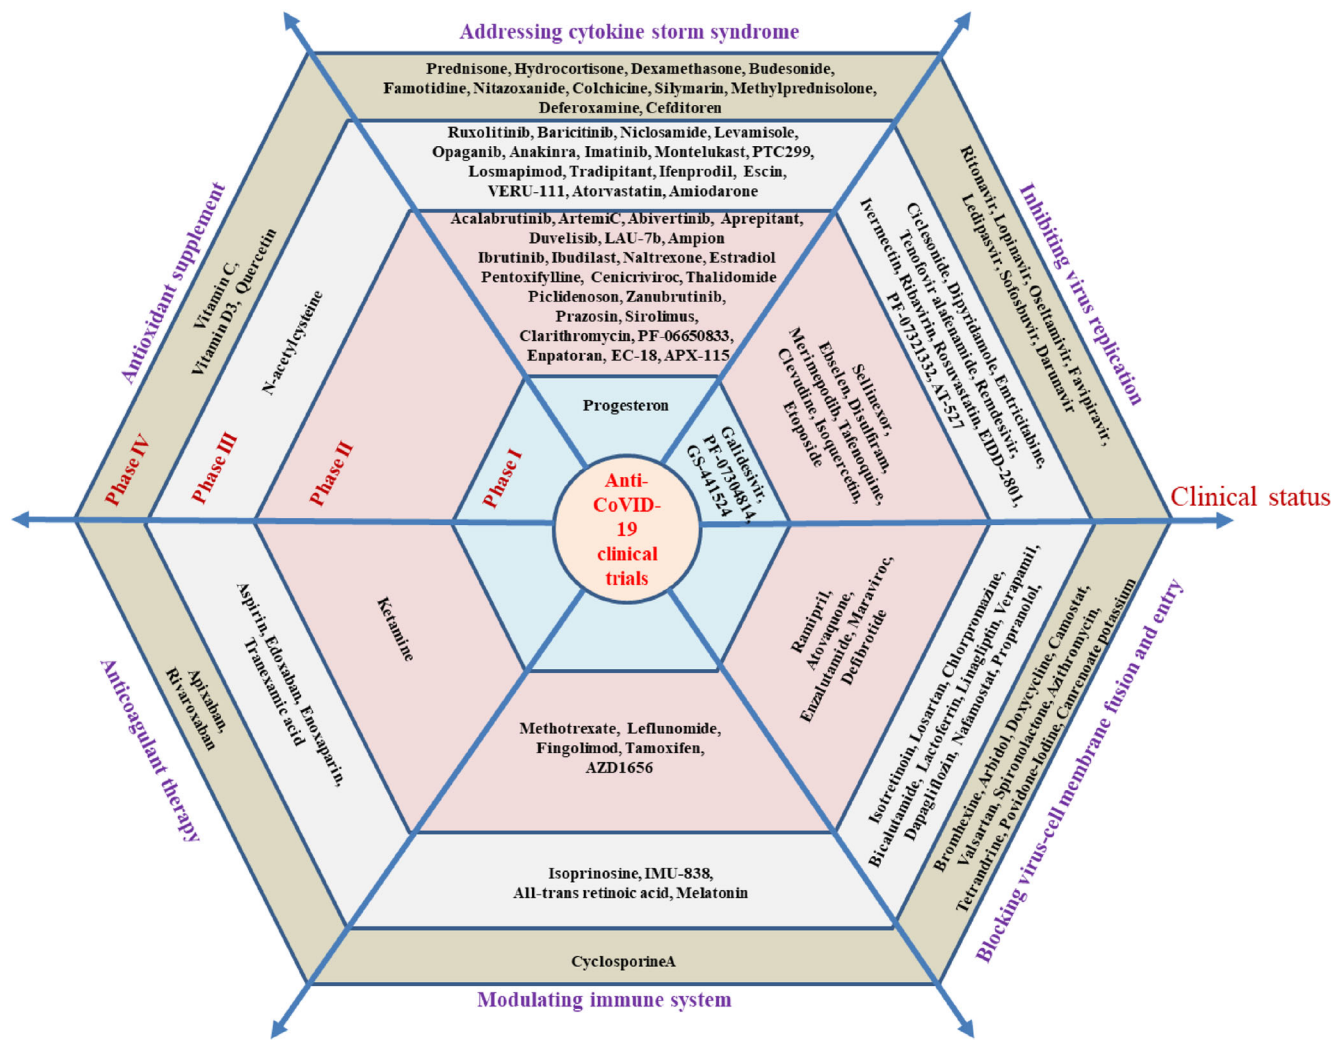 Addressing cytokine storm syndrome
Prednisone, Hydrocortisone, Dexamethasone, Budesonide,
Famotidine, Nitazoxanide, Colchicine, Silymarin, Methylprednisolone,
Deferoxamine, Cefditoren
Ruxolitinib, Baricitinib, Niclosamide, Levamisole,
Opaganib, Anakinra, Imatinib, Montelukast, PTC299,
Losmapimod, Tradipitant, Ifenprodil, Escin,
VERU-111, Atorvastatin, Amiodarone
Acalabrutinib, ArtemiC, Abivertinib, Aprepitant,
Duvelisib, LAU-7b, Ampion
Ibrutinib, Ibudilast, Naltrexone, Estradiol
Pentoxifylline, Cenicriviroc, Thalidomide
Piclidenoson, Zanubrutinib,
Prazosin, Sirolimus,
Clarithromycin, PF-06650833,
Enpatoran, EC-18, APX-115
Progesteron
Inhibiting virus replication
Ritonavir, Lopinavir, Oseltamivir, Favipiravir,
Ledipasvir, Sofosbuvir, Darunavir
Ciclesonide, Dipyridamole, Emtricitabine,
Tenofovir alafenamide, Remdesivir,
Ivermectin, Ribavirin, Rosuvastatin, EIDD-2801,
PF-07321332, AT-527
Sellinexor,
Ebselen, Disulfiram,
Merimepodib, Tafenoquine,
Clevudine, Isoquercetin,
Etoposide
Galidesivir,
PF-07304814,
GS-441524
Antioxidant supplement
Vitamin C,
Vitamin D3, Quercetin
N-acetylcysteine
Phase IV
Phase III
Phase II
Phase I
Anti-
CoVID-
19
clinical
trials
Clinical status
Anticoagulant therapy
Apixaban,
Rivaroxaban
Aspirin, Edoxaban, Enoxaparin,
Tranexamic acid
Ketamine
Ramipril,
Atovaquone,
Enzalutamide, Maraviroc,
Defibrotide
Isotretinoin, Losartan, Chlorpromazine,
Bicalutamide, Lactoferrin, Linagliptin, Verapamil,
Dapagliflozin, Nafamostat, Propranolol,
Bromhexine, Arbidol, Doxycycline, Camostat,
Valsartan, Spironolactone, Azithromycin,
Tetrandrine, Povidone-Iodine, Canrenoate potassium
Blocking virus-cell membrane fusion and entry
Methotrexate, Leflunomide,
Fingolimod, Tamoxifen,
AZD1656
Isoprinosine, IMU-838,
All-trans retinoic acid, Melatonin
CyclosporineA
Modulating immune system